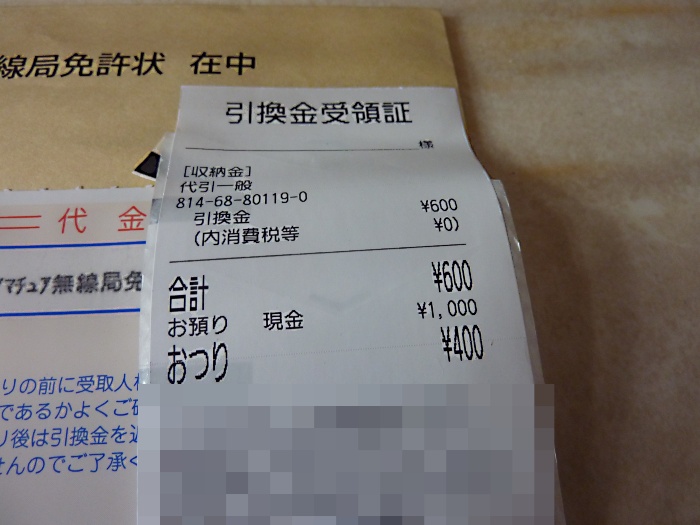 線局免許状 在中
引換金受領証
様
[収納金]
代引一般
814-68-80119-0
引換金 ¥600
(内消費税等 ¥0)
合計 ¥600
お預り 現金 ¥1,000
おつり ¥400
代金
マチュア無線局免
りの前に受取人
であるかよくご確
り後は引換金を返
せんのでご了承く